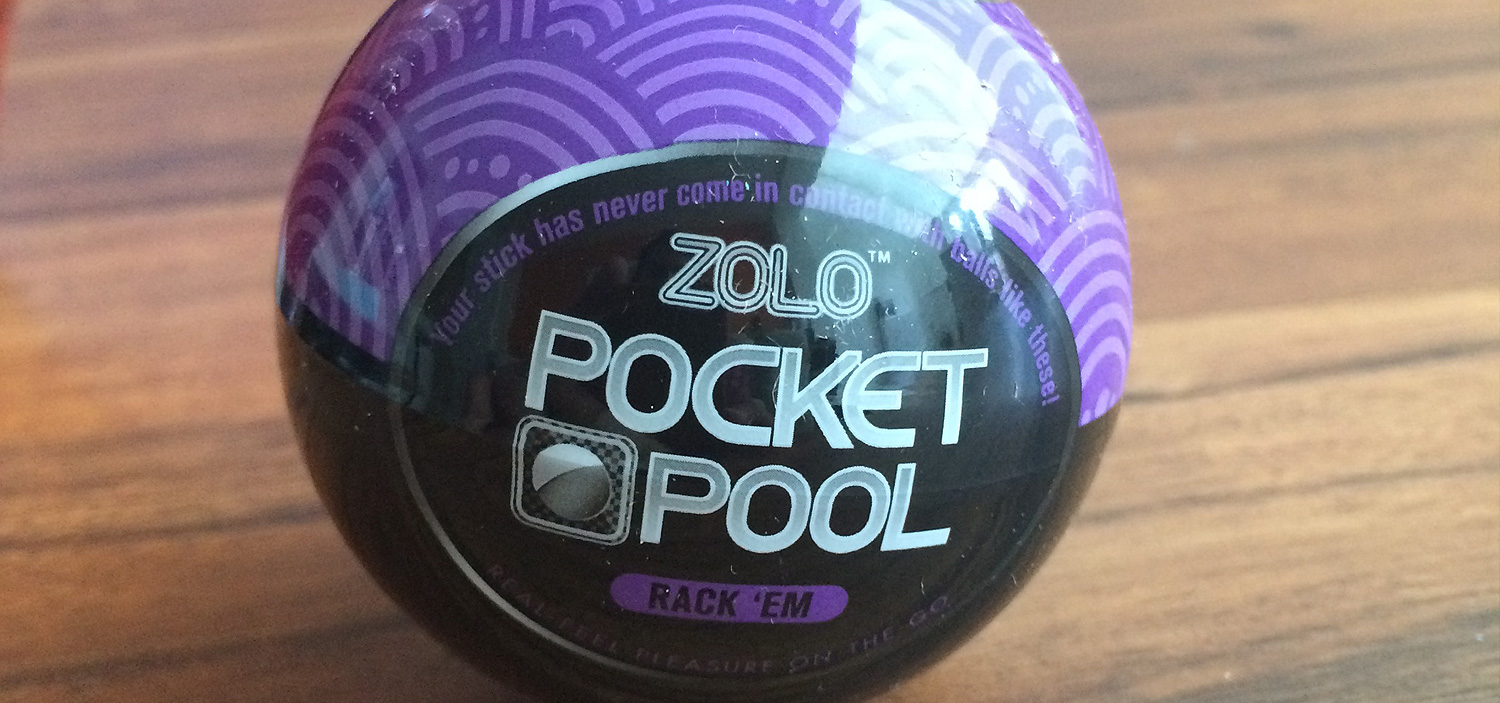 Your stick has never come in contact with balls like these!
ZOLO™
POCKET
POOL
RACK 'EM
REAL FEEL PLEASURE ON THE GO